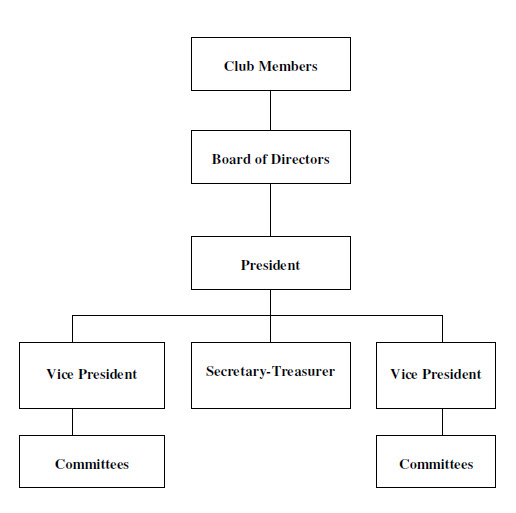 Club Members
Board of Directors
President
Vice President
Secretary-Treasurer
Vice President
Committees
Committees